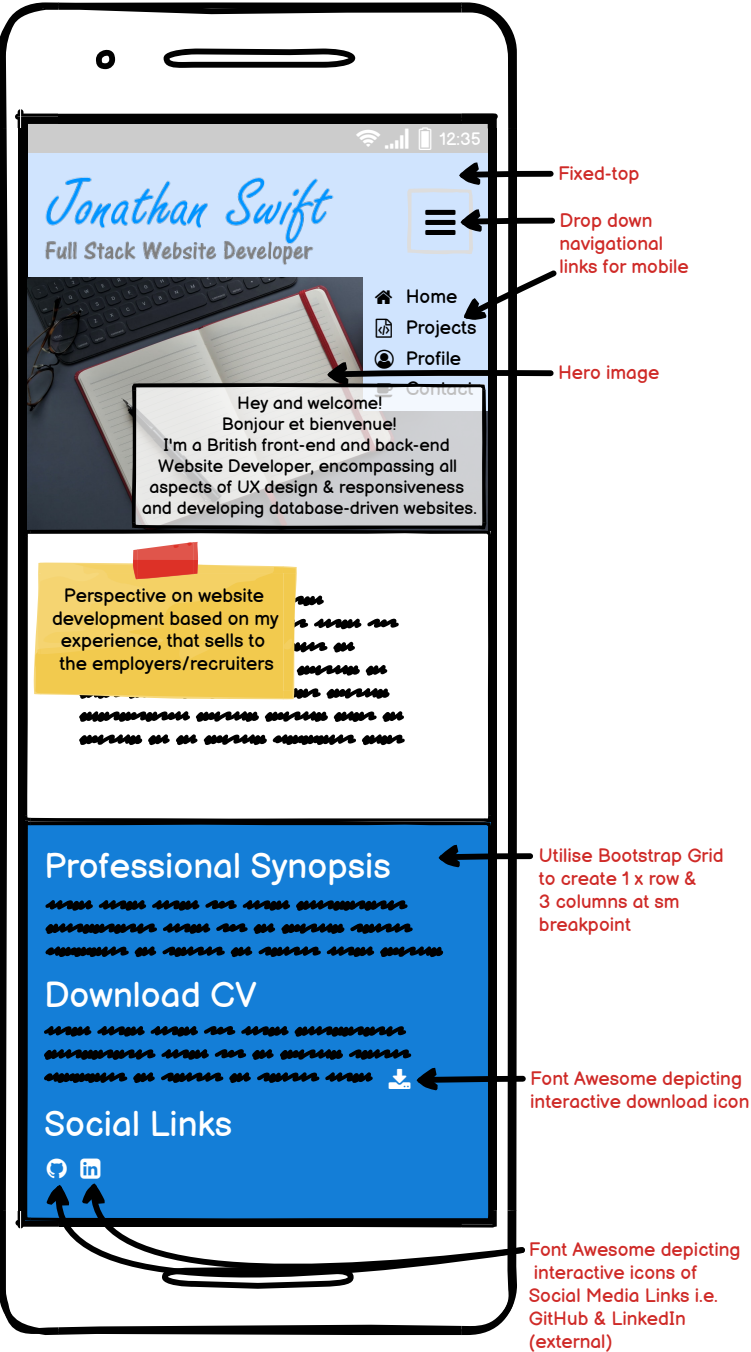 12:35
Jonathan Swift
Full Stack Website Developer
Fixed-top
Drop down
navigational
links for mobile
Home
Projects
Profile
Contact
Hero image
Hey and welcome!
Bonjour et bienvenue!
I'm a British front-end and back-end
Website Developer, encompassing all
aspects of UX design & responsiveness
and developing database-driven websites.
Perspective on website
development based on my
experience, that sells to
the employers/recruiters
Professional Synopsis
Utilise Bootstrap Grid
to create 1 x row &
3 columns at sm
breakpoint
Download CV
Font Awesome depicting
interactive download icon
Social Links
in
Font Awesome depicting
interactive icons of
Social Media Links i.e.
GitHub & LinkedIn
(external)